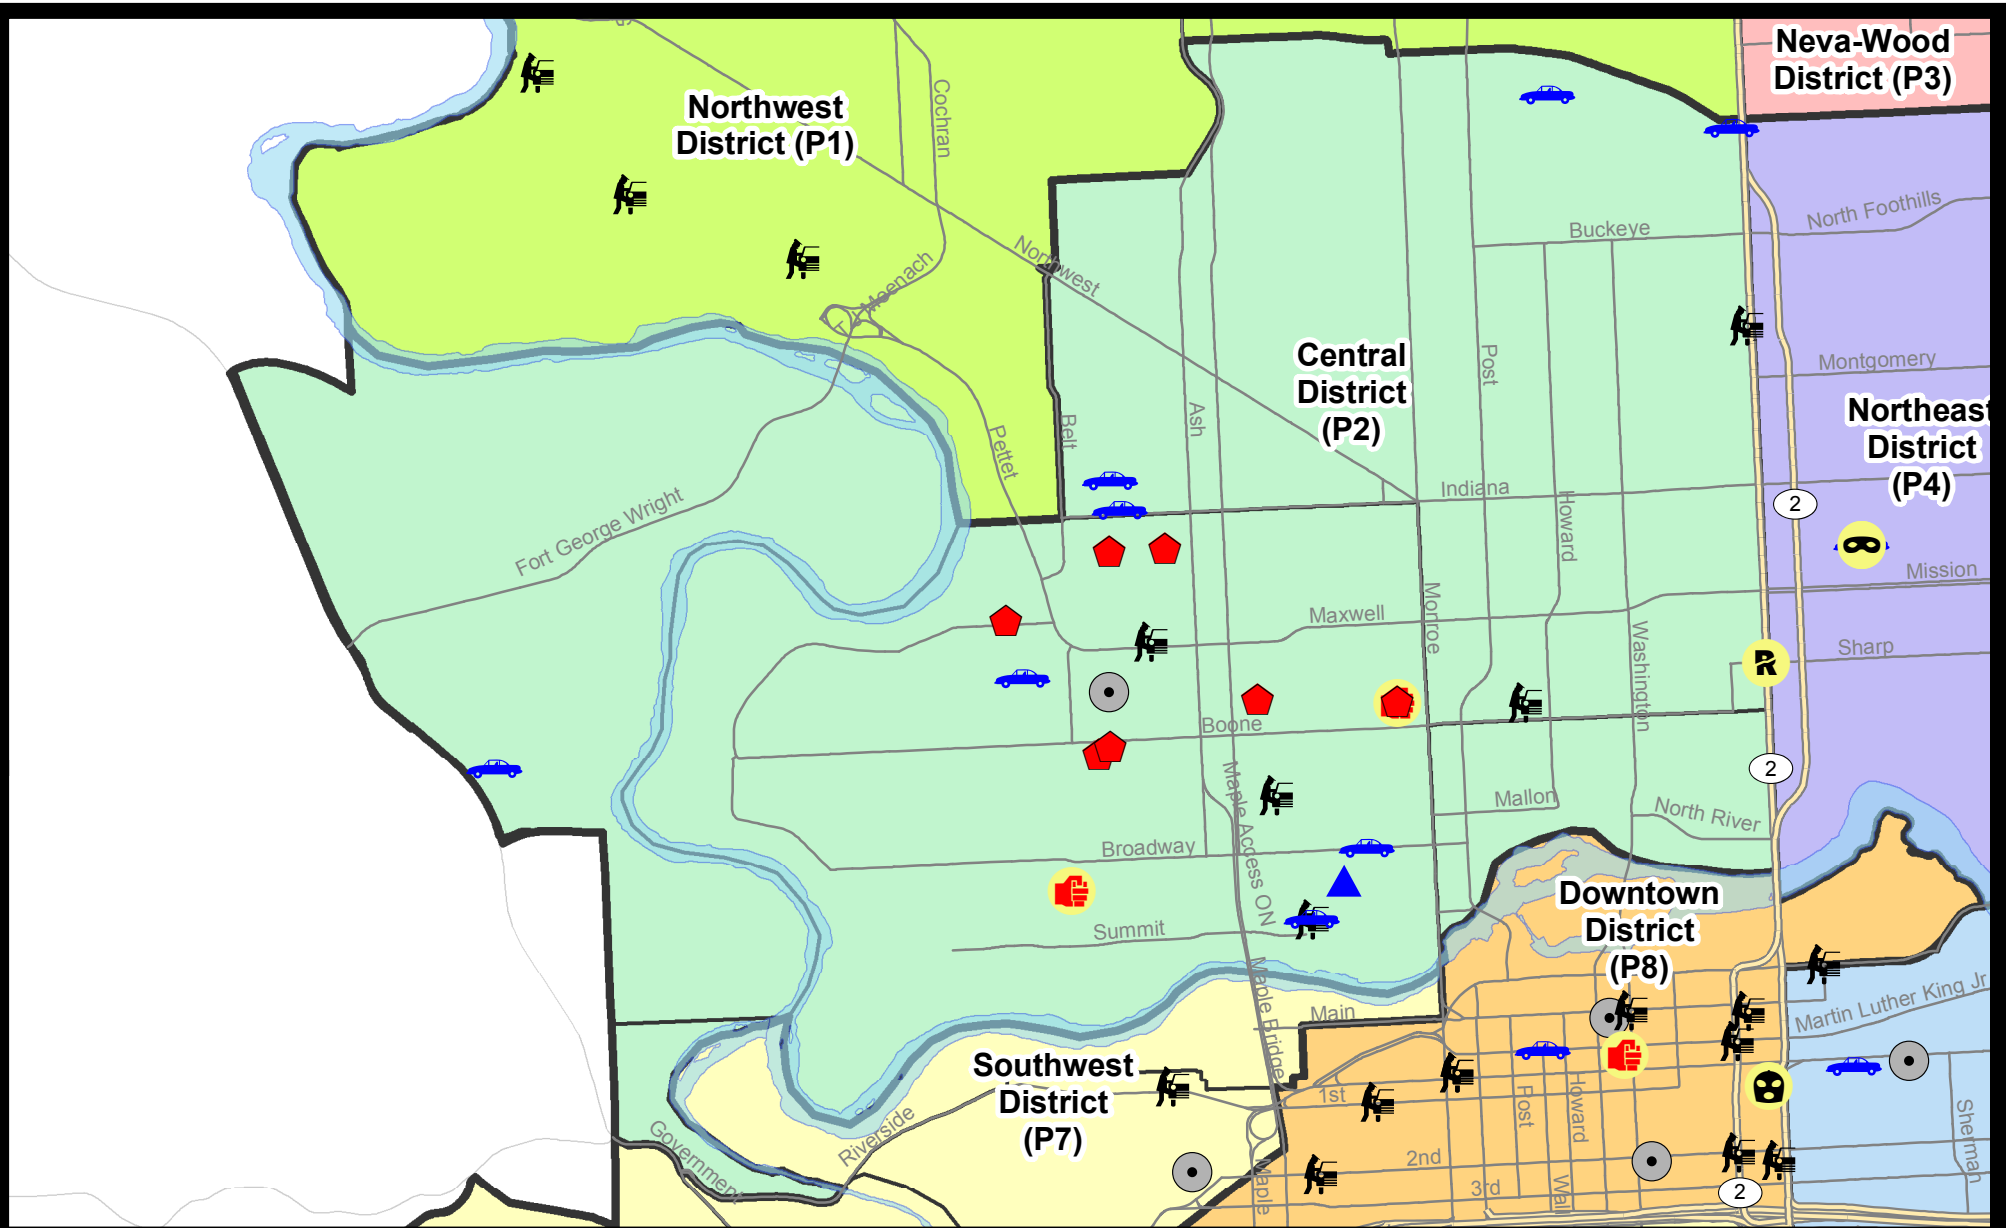 Neva-Wood
District (P3)
Northwest
District (P1)
Cochran
North Foothills
Buckeye
Northwest
T J Meenach
Central
District
(P2)
Post
Montgomery
Northeast
District
(P4)
Belt
Ash
Pettet
Indiana
Howard
2
Fort George Wright
Mission
Maxwell
Monroe
Washington
Sharp
R
Boone
2
Maple Access ON
Mallon
North River
Broadway
Downtown
District
(P8)
Summit
Maple Bridge
Main
Martin Luther King Jr
Southwest
District
(P7)
1st
Post
Howard
Sherman
Riverside
Government
2nd
Maple
3rd
Wall
2